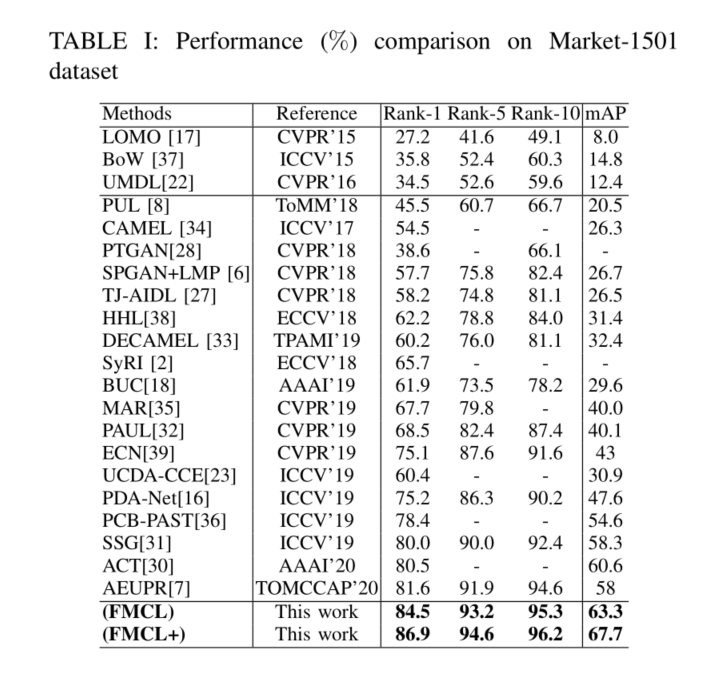 TABLE I: Performance (%) comparison on Market-1501
dataset
Methods Reference Rank-1 Rank-5 Rank-10 mAP
LOMO [17] CVPR’15 27.2 41.6 49.1 8.0
BoW [37] ICCV’15 35.8 52.4 60.3 14.8
UMDL[22] CVPR’16 34.5 52.6 59.6 12.4
PUL [8] ToMM’18 45.5 60.7 66.7 20.5
CAMEL [34] ICCV’17 54.5 - - 26.3
PTGAN[28] CVPR’18 38.6 - 66.1 -
SPGAN+LMP [6] CVPR’18 57.7 75.8 82.4 26.7
TJ-AIDL [27] CVPR’18 58.2 74.8 81.1 26.5
HHL[38] ECCV’18 62.2 78.8 84.0 31.4
DECAMEL [33] TPAMI’19 60.2 76.0 81.1 32.4
SyRI [2] ECCV’18 65.7 - - -
BUC[18] AAAI’19 61.9 73.5 78.2 29.6
MAR[35] CVPR’19 67.7 79.8 - 40.0
PAUL[32] CVPR’19 68.5 82.4 87.4 40.1
ECN[39] CVPR’19 75.1 87.6 91.6 43
UCDA-CCE[23] ICCV’19 60.4 - - 30.9
PDA-Net[16] ICCV’19 75.2 86.3 90.2 47.6
PCB-PAST[36] ICCV’19 78.4 - - 54.6
SSG[31] ICCV’19 80.0 90.0 92.4 58.3
ACT[30] AAAI’20 80.5 - - 60.6
AEUPR[7] TOMCCAP’20 81.6 91.9 94.6 58
(FMCL) This work 84.5 93.2 95.3 63.3
(FMCL+) This work 86.9 94.6 96.2 67.7